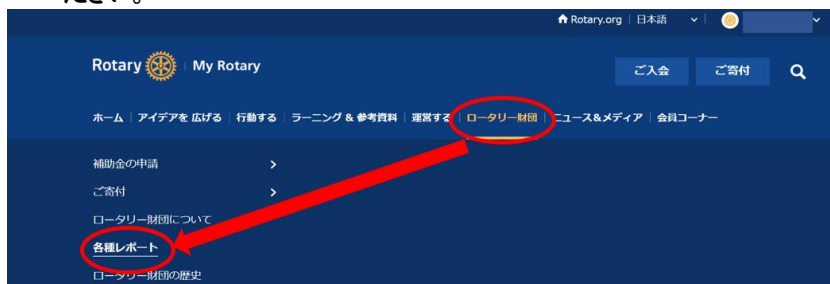 ださい。
Rotary.org 日本語
Rotary My Rotary
ご入会 ご寄付
ホーム アイデアを 広げる 行動する ラーニング & 参考資料 運営する ロータリー財団 ニュース&メディア 会員コーナー
補助金の申請
ご寄付
ロータリー財団について
各種レポート
ロータリー財団の歴史